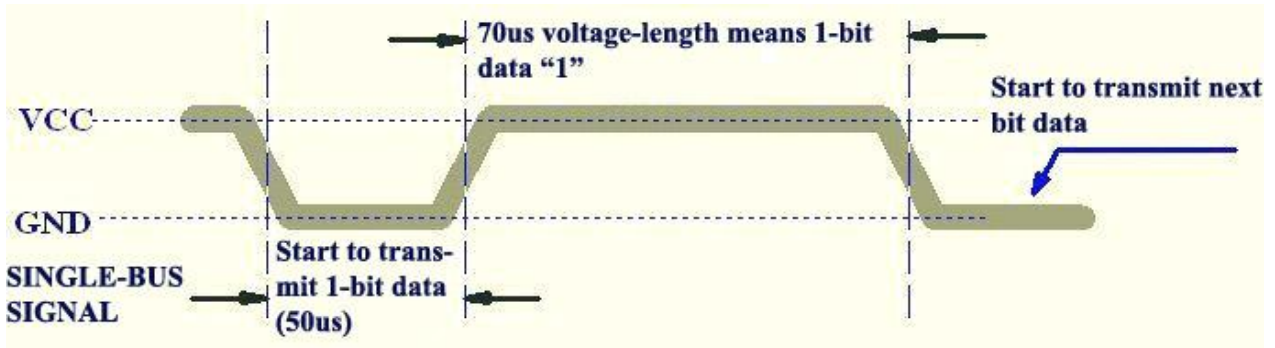 70us voltage-length means 1-bit
data “1”
Start to transmit next
bit data
VCC
GND
Start to trans-
mit 1-bit data
(50us)
SINGLE-BUS
SIGNAL